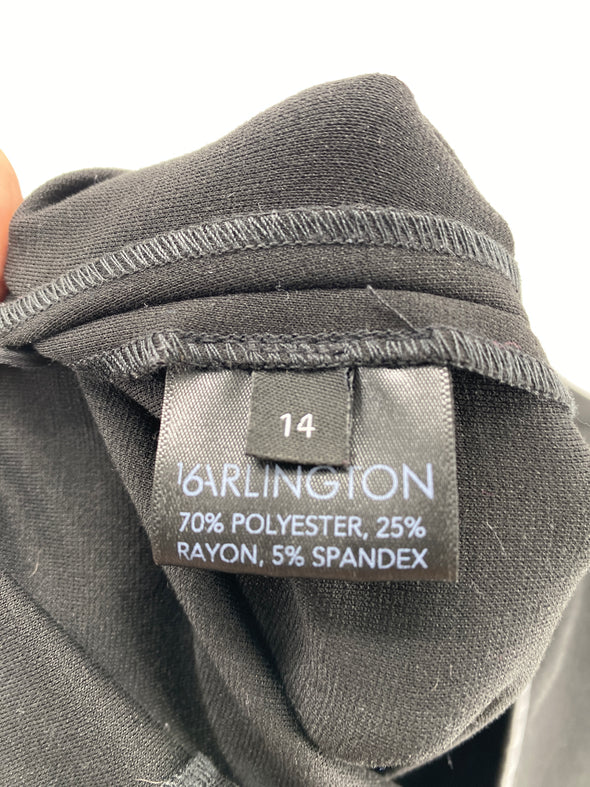 14
16ARLINGTON
70% POLYESTER, 25%
RAYON, 5% SPANDEX